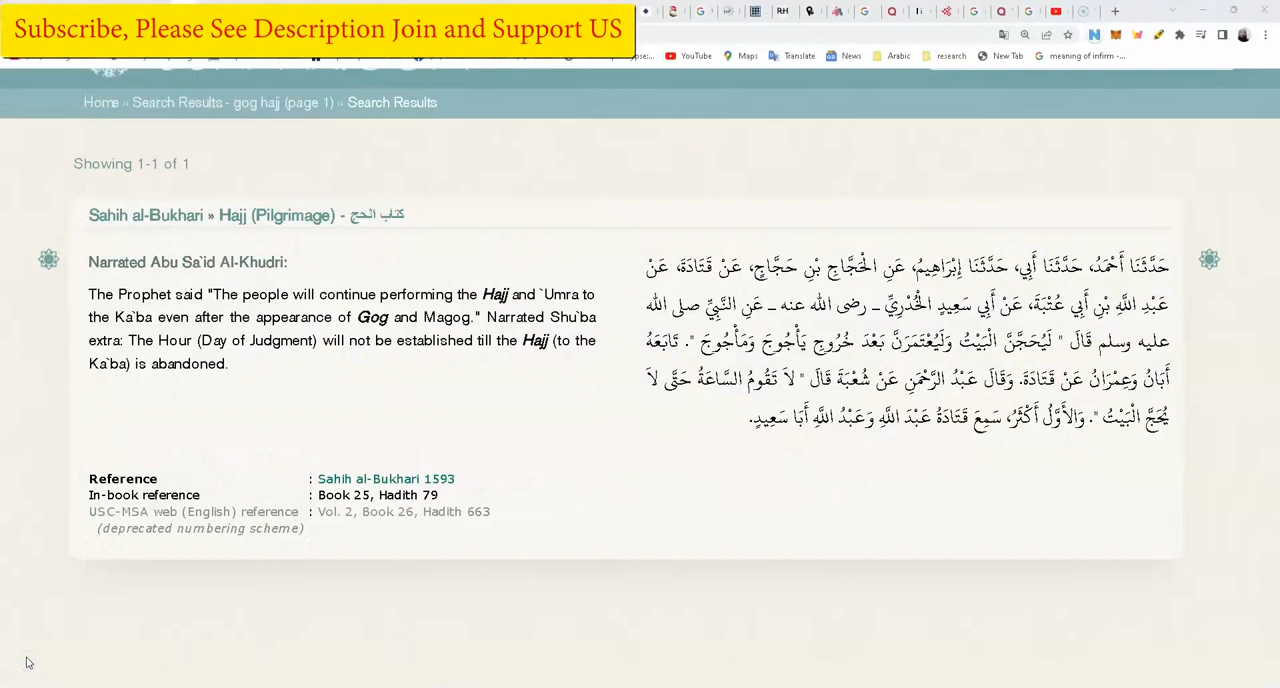 Subscribe, Please See Description Join and Support US
RH
YouTube
Maps
Translate
News
Arabic
research
New Tab
meaning of infirm -...
Home » Search Results - gog hajj (page 1) » Search Results
Showing 1-1 of 1
Sahih al-Bukhari » Hajj (Pilgrimage) - كتاب الحج
Narrated Abu Sa`id Al-Khudri:
The Prophet said "The people will continue performing the Hajj and `Umra to
the Ka`ba even after the appearance of Gog and Magog." Narrated Shu`ba
extra: The Hour (Day of Judgment) will not be established till the Hajj (to the
Ka`ba) is abandoned.
حَدَّثَنَا أَحْمَدُ، حَدَّثَنَا أَبِي، حَدَّثَنَا إِبْرَاهِيمُ، عَنِ الْحَجَّاجِ بْنِ حَجَّاجٍ، عَنْ قَتَادَةَ، عَنْ
عَبْدِ اللَّهِ بْنِ أَبِي عُتْبَةَ، عَنْ أَبِي سَعِيدٍ الْخُدْرِيِّ ـ رضى الله عنه ـ عَنِ النَّبِيِّ صلى الله
عليه وسلم قَالَ " لَيُحَجَّنَّ الْبَيْتُ وَلَيُعْتَمَرَنَّ بَعْدَ خُرُوجِ يَأْجُوجَ وَمَأْجُوجَ ". تَابَعَهُ
أَبَانُ وَعِمْرَانُ عَنْ قَتَادَةَ. وَقَالَ عَبْدُ الرَّحْمَنِ عَنْ شُعْبَةَ قَالَ " لاَ تَقُومُ السَّاعَةُ حَتَّى لاَ
يُحَجَّ الْبَيْتُ ". وَالأَوَّلُ أَكْثَرُ، سَمِعَ قَتَادَةُ عَبْدَ اللَّهِ وَعَبْدُ اللَّهِ أَبَا سَعِيدٍ.
Reference : Sahih al-Bukhari 1593
In-book reference : Book 25, Hadith 79
USC-MSA web (English) reference : Vol. 2, Book 26, Hadith 663
(deprecated numbering scheme)